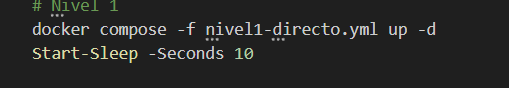 # Nivel 1
docker compose -f nivel1-directo.yml up -d
Start-Sleep -Seconds 10